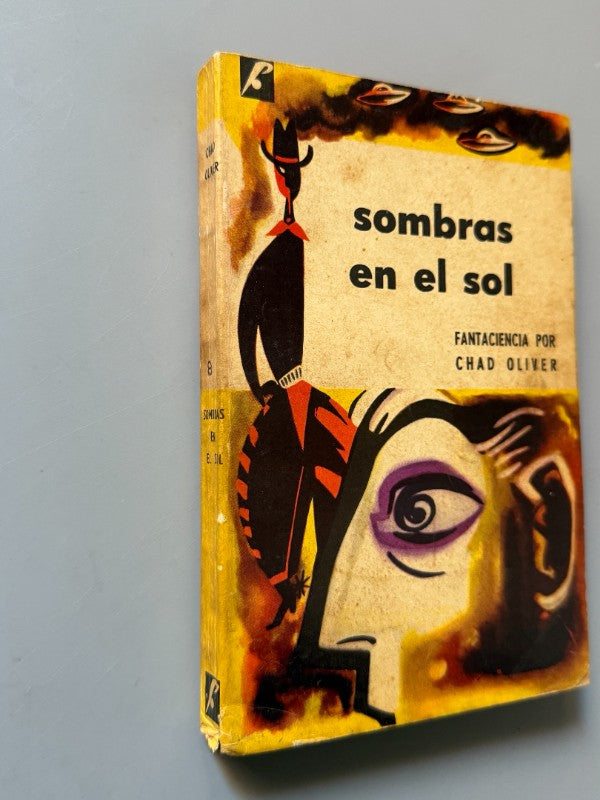 sombras
en el sol
FANTACIENCIA POR
CHAD OLIVER
CHAD
OLIVER
8
SOMBRAS
EN
EL SOL